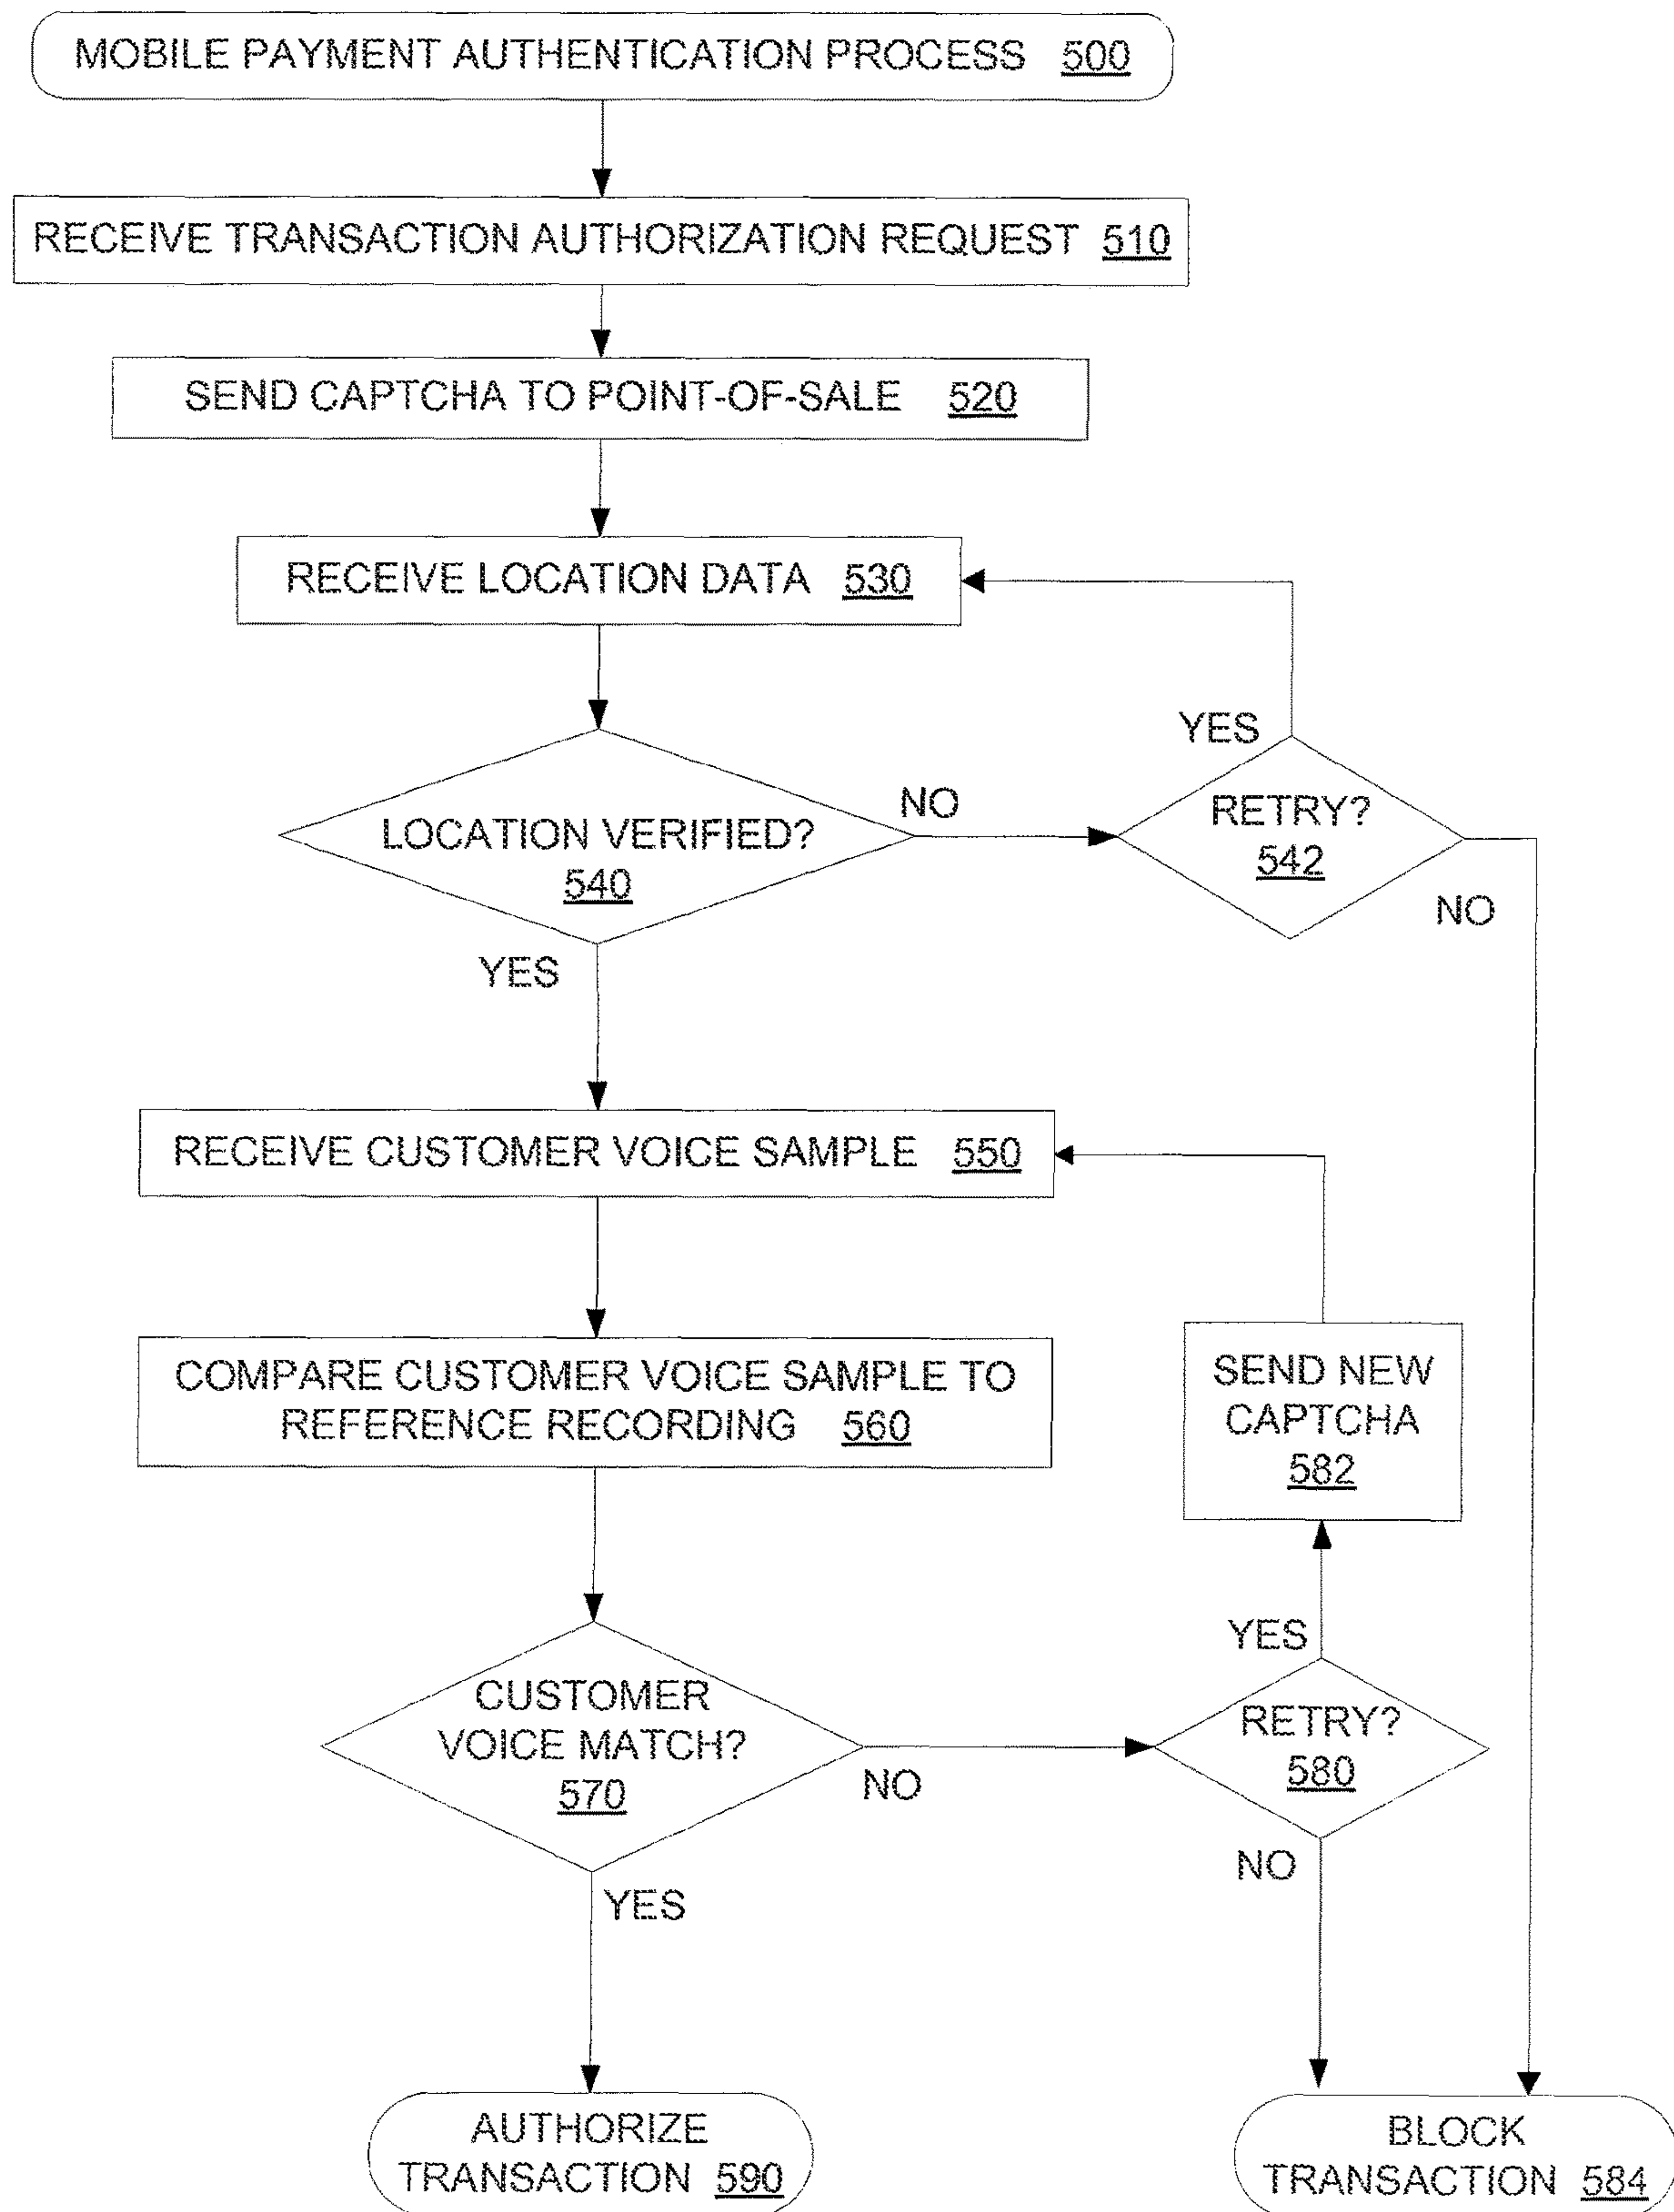 MOBILE PAYMENT AUTHENTICATION PROCESS 500
RECEIVE TRANSACTION AUTHORIZATION REQUEST 510
SEND CAPTCHA TO POINT-OF-SALE 520
RECEIVE LOCATION DATA 530
YES
NO
RETRY?
542
LOCATION VERIFIED?
540
NO
YES
RECEIVE CUSTOMER VOICE SAMPLE 550
COMPARE CUSTOMER VOICE SAMPLE TO
REFERENCE RECORDING 560
SEND NEW
CAPTCHA
582
YES
CUSTOMER
VOICE MATCH?
570
RETRY?
580
NO
NO
YES
AUTHORIZE
TRANSACTION 590
BLOCK
TRANSACTION 584